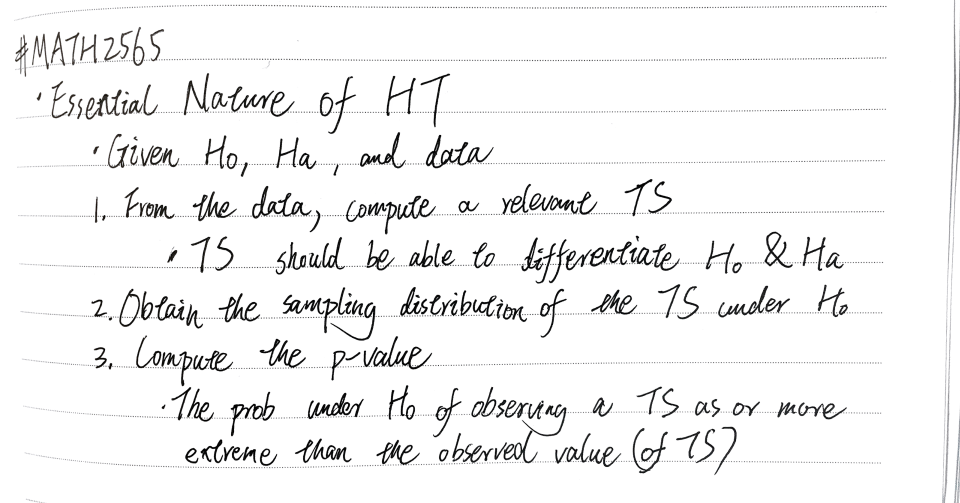 #MATH2565
· Essential Nature of HT
· Given Ho, Ha, and data
1. From the data, compute a relevant TS
· TS should be able to differentiate Ho & Ha
2. Obtain the sampling distribution of the TS under Ho
3. Compute the p-value
· The prob under Ho of observing a TS as or more
extreme than the observed value (of TS)